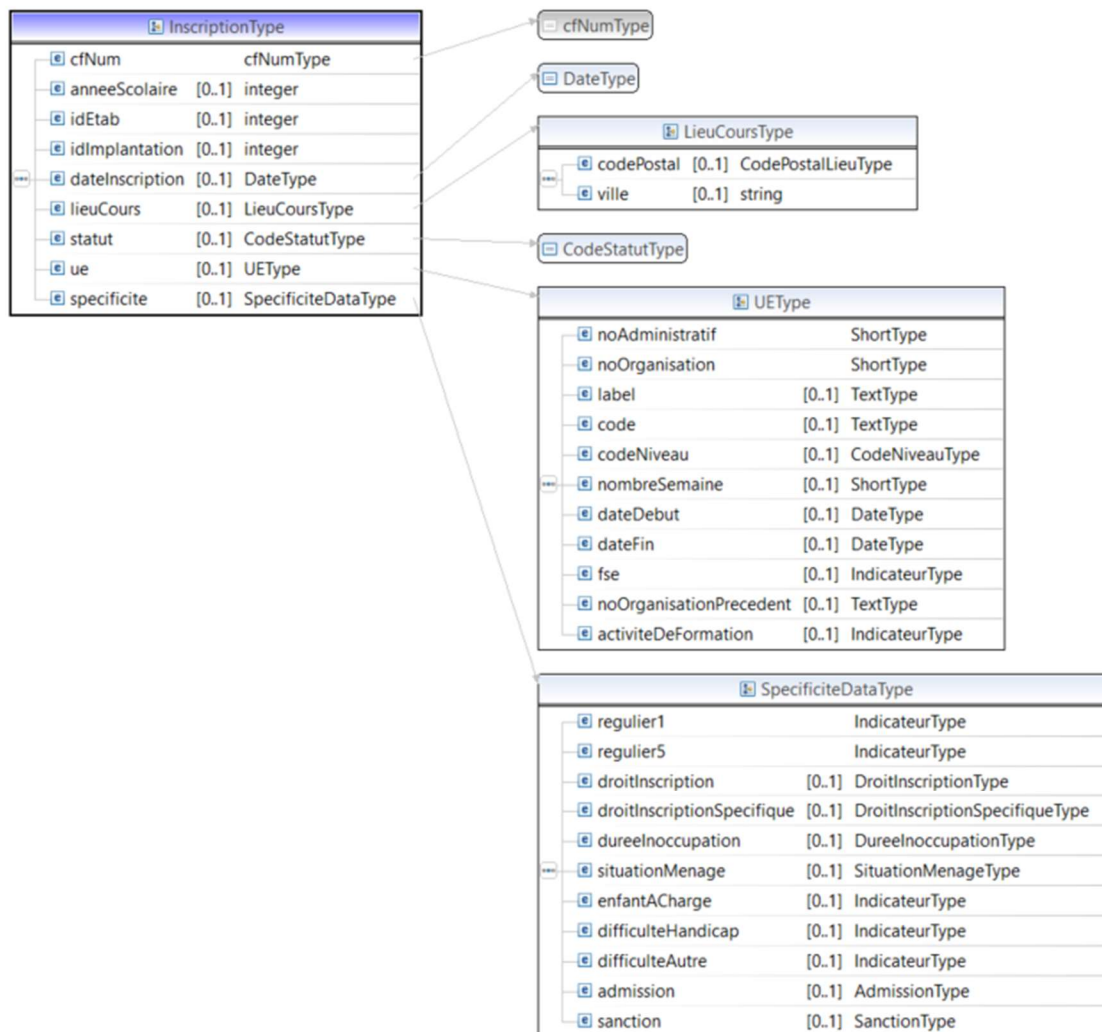 InscriptionType
cfNum cfNumType
anneeScolaire [0..1] integer
idEtab [0..1] integer
idImplantation [0..1] integer
dateInscription [0..1] DateType
lieuCours [0..1] LieuCoursType
statut [0..1] CodeStatutType
ue [0..1] UEType
specificite [0..1] SpecificiteDataType
cfNumType
DateType
LieuCoursType
codePostal [0..1] CodePostalLieuType
ville [0..1] string
CodeStatutType
UEType
noAdministratif ShortType
noOrganisation ShortType
label [0..1] TextType
code [0..1] TextType
codeNiveau [0..1] CodeNiveauType
nombreSemaine [0..1] ShortType
dateDebut [0..1] DateType
dateFin [0..1] DateType
fse [0..1] IndicateurType
noOrganisationPrecedent [0..1] TextType
activiteDeFormation [0..1] IndicateurType
SpecificiteDataType
regulier1 IndicateurType
regulier5 IndicateurType
droitInscription [0..1] DroitInscriptionType
droitInscriptionSpecifique [0..1] DroitInscriptionSpecifiqueType
dureeInoccupation [0..1] DureeInoccupationType
situationMenage [0..1] SituationMenageType
enfantACharge [0..1] IndicateurType
difficulteHandicap [0..1] IndicateurType
difficulteAutre [0..1] IndicateurType
admission [0..1] AdmissionType
sanction [0..1] SanctionType